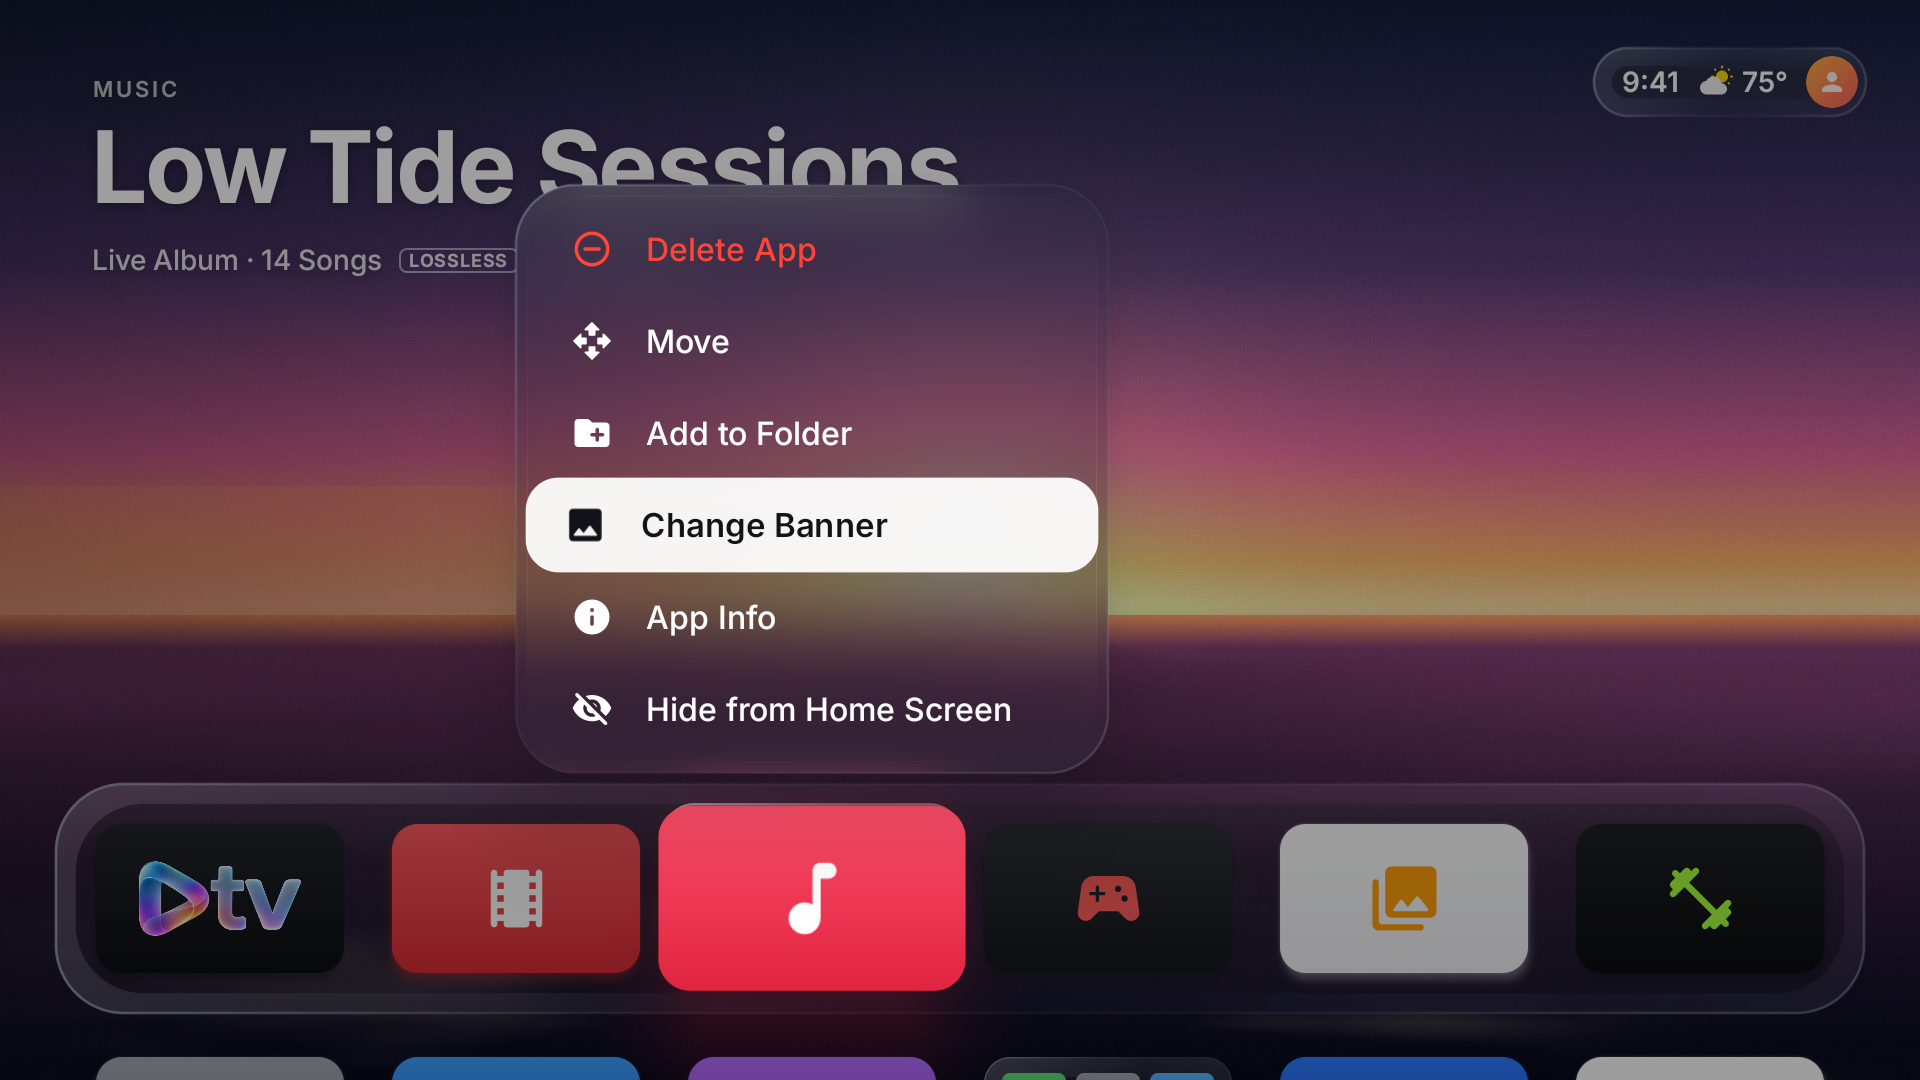 MUSIC
Low Tide Sessions
Live Album · 14 Songs LOSSLESS
9:41 75°
Delete App
Move
Add to Folder
Change Banner
App Info
Hide from Home Screen
tv